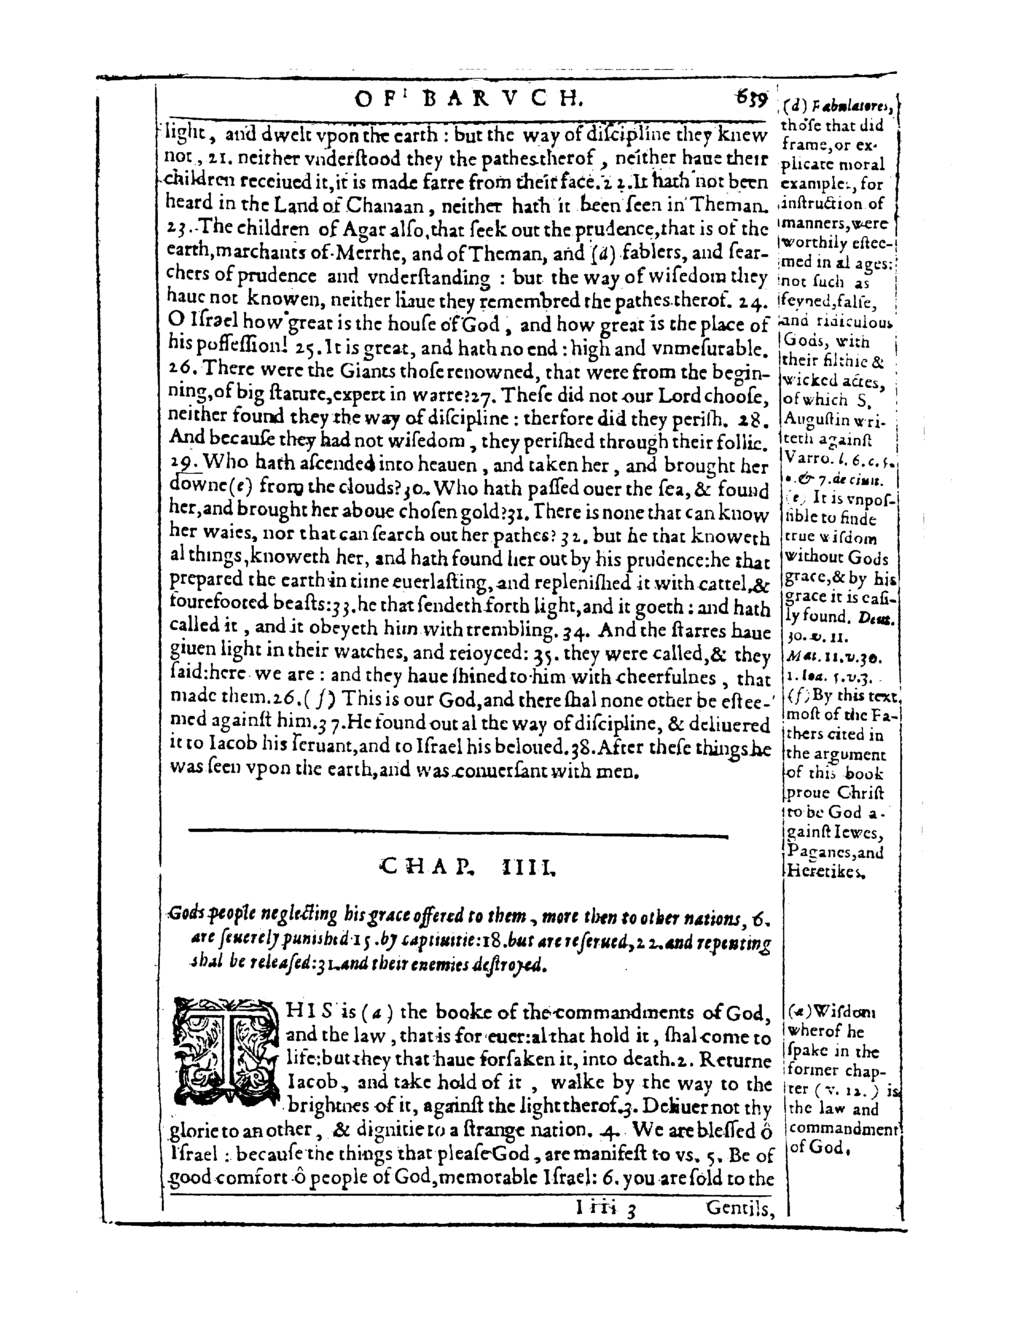 OF BARVCH. 639
light, and dwelt vpon the earth : but the way of diſcipline they knew
not, 21. neither vnderſtood they the pathes therof, neither haue their
children receiued it, it is made farre from their face. 22. It hath not been
heard in the Land of Chanaan, neither hath it been ſeen in Theman.
23. The children of Agar alſo, that ſeek out the prudence, that is of the
earth, marchants of Merrhe, and of Theman, and (d) fablers, and ſear-
chers of prudence and vnderſtanding : but the way of wiſedom they
haue not knowen, neither haue they remembred the pathes therof. 24.
O Iſrael how great is the houſe of God, and how great is the place of
his poſſeſſion! 25. It is great, and hath no end : high and vnmeſurable.
26. There were the Giants thoſe renowned, that were from the begin-
ning, of big ſtature, expert in warre? 27. Theſe did not our Lord chooſe,
neither found they the way of diſcipline : therfore did they periſh. 28.
And becauſe they had not wiſedom, they periſhed through their follie.
29. Who hath aſcended into heauen, and taken her, and brought her
downe (e) from the clouds? 30. Who hath paſſed ouer the ſea, & found
her, and brought her aboue choſen gold? 31. There is none that can know
her waies, nor that can ſearch out her pathes? 32. but he that knoweth
al things, knoweth her, and hath found her out by his prudence: he that
prepared the earth in time euerlaſting, and repleniſhed it with cattel, &
fourefooted beaſts: 33. he that ſendeth forth light, and it goeth : and hath
called it, and it obeyeth him with trembling. 34. And the ſtarres haue
giuen light in their watches, and reioyced: 35. they were called, & they
ſaid: here we are : and they haue ſhined to him with cheerfulnes, that
made them. 26. (f) This is our God, and there ſhal none other be eſtee-
med againſt him. 37. He found out al the way of diſcipline, & deliuered
it to Iacob his ſeruant, and to Iſrael his beloued. 38. After theſe things he
was ſeen vpon the earth, and was conuerſant with men.
(d) Fabulatores,
thoſe that did
frame, or ex-
plicate moral
examples, for
inſtruction of
manners, were
worthily eſtee-
med in al ages:
not ſuch as
feyned, falſe,
and ridiculous
Gods, with
their filthie &
wicked actes,
of which S.
Auguſtin wri-
teth againſt
Varro. l. 6. c. 5.
&. & 7. de ciuit.
(e) It is vnpoſ-
ſible to finde
true wiſdom
without Gods
grace, & by his
grace it is eaſi-
ly found. Deut.
30. v. 11.
Mat. 11. v. 30.
1. Ioa. 5. v. 3.
(f) By this text
moſt of the Fa-
thers cited in
the argument
of this book
proue Chriſt
to be God a-
gainſt Iewes,
Paganes, and
Heretikes.
CHAP. IIII.
Gods people neglecting his grace offered to them, more then to other nations, 6.
are ſeuerely punished 15. by captiuitie: 18. but are reſerued, 22. and repenting
shal be releaſed: 31. and their enemies deſtroyed.
THIS is (a) the booke of the commandments of God,
and the law, that is for euer: al that hold it, ſhal come to
life: but they that haue forſaken it, into death. 2. Returne
Iacob, and take hold of it, walke by the way to the
brightnes of it, againſt the light therof. 3. Deliuer not thy
glorie to an other, & dignitie to a ſtrange nation. 4. We are bleſſed ô
Iſrael : becauſe the things that pleaſe God, are manifeſt to vs. 5. Be of
good comfort ô people of God, memorable Iſrael: 6. you are ſold to the
(a) Wiſdom
wherof he
ſpake in the
former chap-
ter (v. 12.) is
the law and
commandment
of God.
Iiii 3 Gentils,